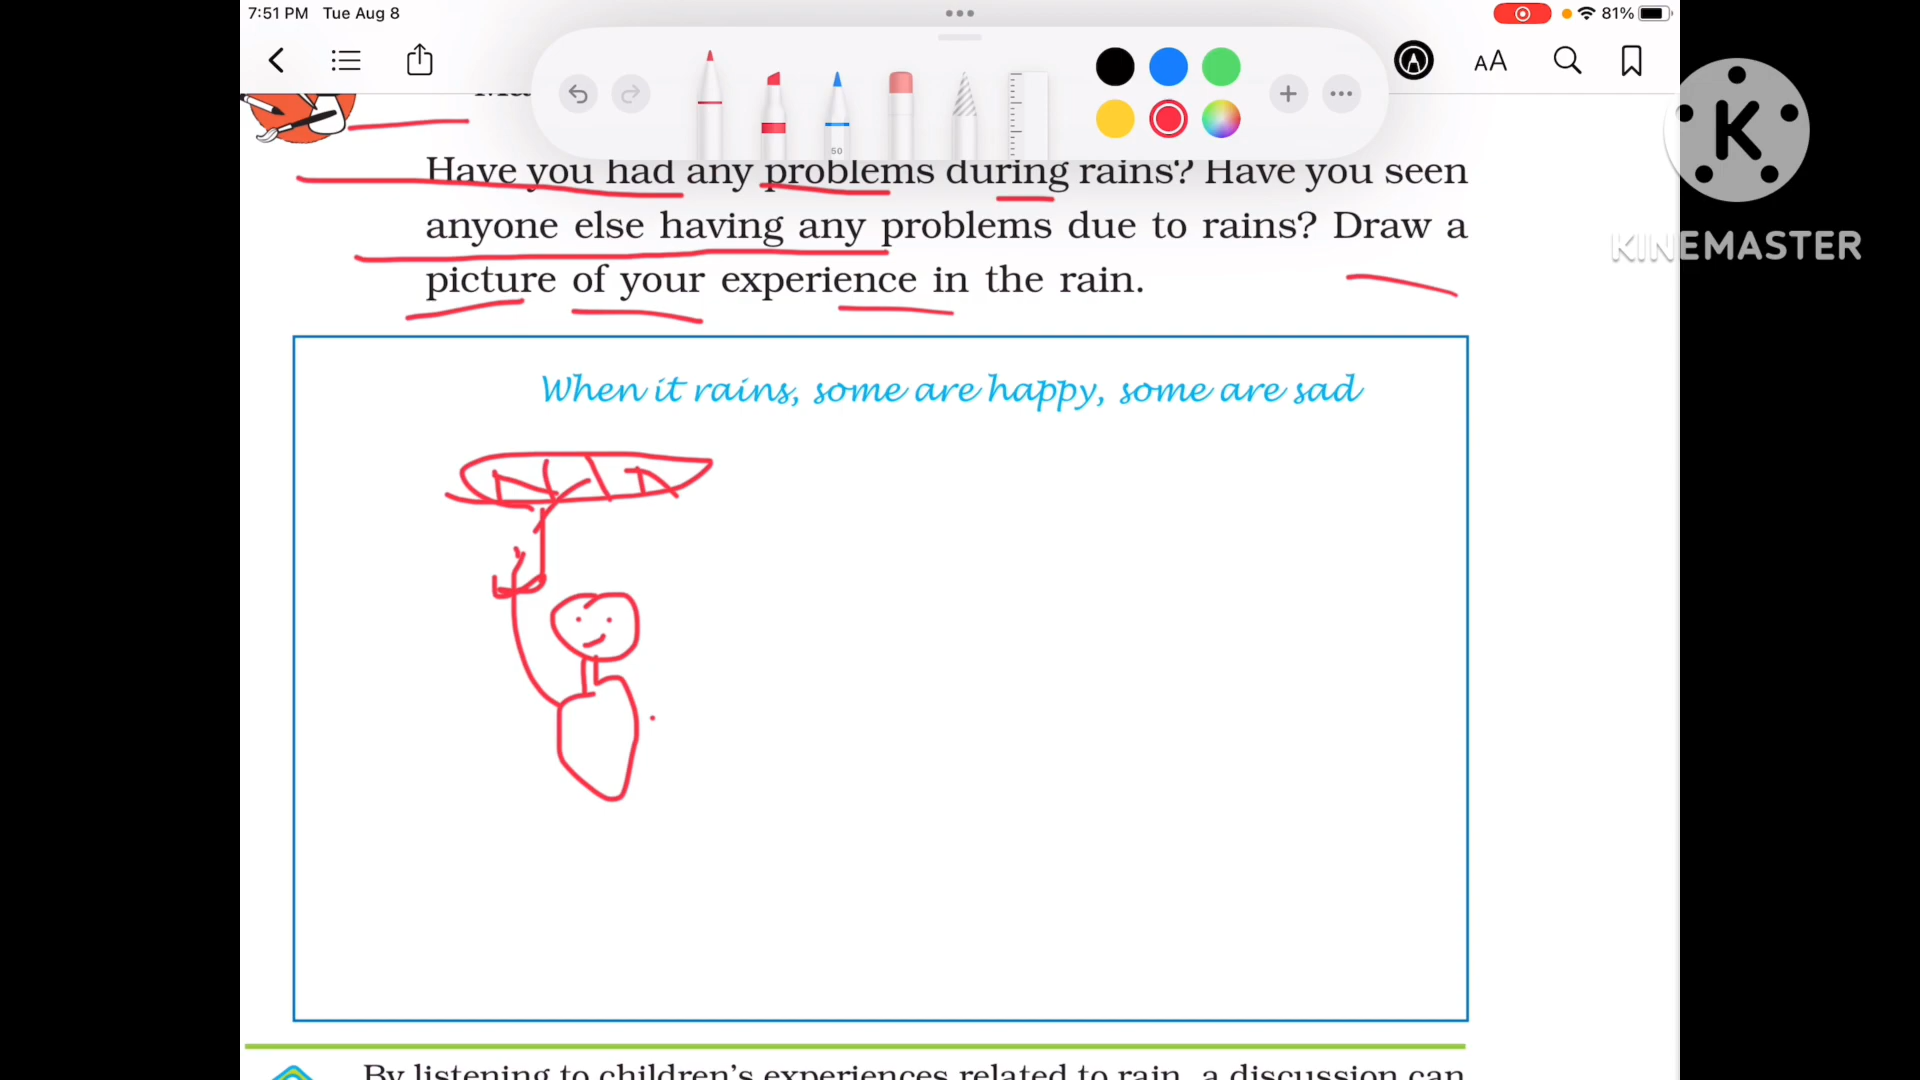 7:51 PM Tue Aug 8
81%
AA
50
K
KINEMASTER
Have you had any problems during rains? Have you seen
anyone else having any problems due to rains? Draw a
picture of your experience in the rain.
When it rains, some are happy, some are sad
By listening to children's experiences related to rain, a discussion can